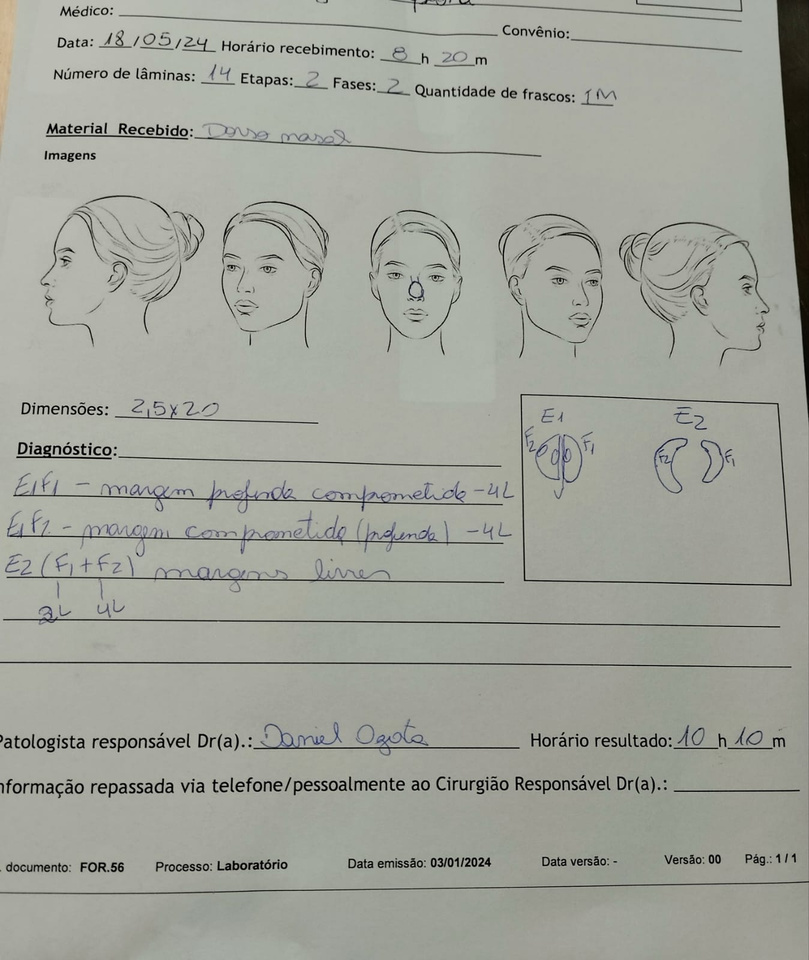 Médico:
Convênio:
Data: 18/05/24 Horário recebimento: 8 h 20 m
Número de lâminas: 14 Etapas: 2 Fases: 2 Quantidade de frascos: 1M
Material Recebido: Dorso nasal
Imagens
Dimensões: 2,5x20
E1 E2
F2 F1 F2 F1
Diagnóstico:
E1F1 - margem profunda comprometida - 4L
E1F2 - margem comprometida (profunda) - 4L
E2 (F1+F2) margens livres
2L 4L
Patologista responsável Dr(a).: Daniel Horário resultado: 10 h 10 m
nformação repassada via telefone/pessoalmente ao Cirurgião Responsável Dr(a).:
documento: FOR.56 Processo: Laboratório Data emissão: 03/01/2024 Data versão: - Versão: 00 Pág.: 1/1